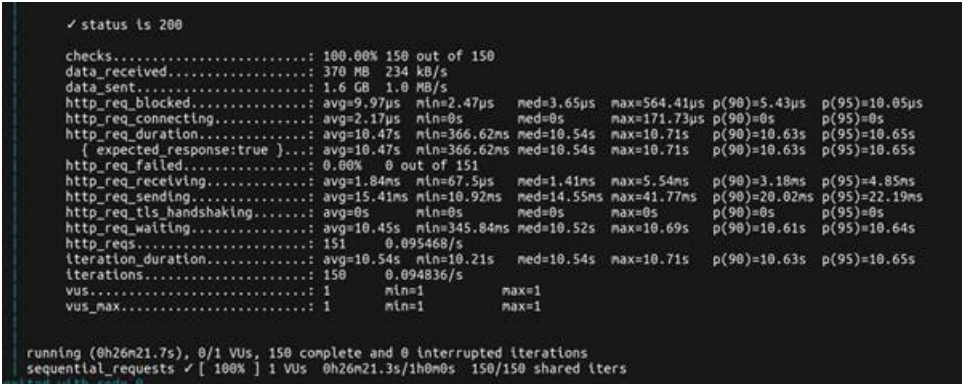 ✓ status is 200
checks.........................: 100.00% 150 out of 150
data_received..................: 370 MB 234 kB/s
data_sent......................: 1.6 GB 1.0 MB/s
http_req_blocked...............: avg=9.97µs min=2.47µs med=3.65µs max=564.41µs p(90)=5.43µs p(95)=10.05µs
http_req_connecting............: avg=2.17µs min=0s med=0s max=171.73µs p(90)=0s p(95)=0s
http_req_duration..............: avg=10.47s min=366.62ms med=10.54s max=10.71s p(90)=10.63s p(95)=10.65s
{ expected_response:true }...: avg=10.47s min=366.62ms med=10.54s max=10.71s p(90)=10.63s p(95)=10.65s
http_req_failed................: 0.00% 0 out of 151
http_req_receiving.............: avg=1.84ms min=67.5µs med=1.41ms max=5.54ms p(90)=3.18ms p(95)=4.85ms
http_req_sending...............: avg=15.41ms min=10.92ms med=14.55ms max=41.77ms p(90)=20.02ms p(95)=22.19ms
http_req_tls_handshaking.......: avg=0s min=0s med=0s max=0s p(90)=0s p(95)=0s
http_req_waiting...............: avg=10.45s min=345.84ms med=10.52s max=10.69s p(90)=10.61s p(95)=10.64s
http_reqs......................: 151 0.095468/s
iteration_duration.............: avg=10.54s min=10.21s med=10.54s max=10.71s p(90)=10.63s p(95)=10.65s
iterations.....................: 150 0.094836/s
vus............................: 1 min=1 max=1
vus_max........................: 1 min=1 max=1
running (0h26m21.7s), 0/1 VUs, 150 complete and 0 interrupted iterations
sequential_requests ✓ [ 100% ] 1 VUs 0h26m21.3s/1h0m0s 150/150 shared iters